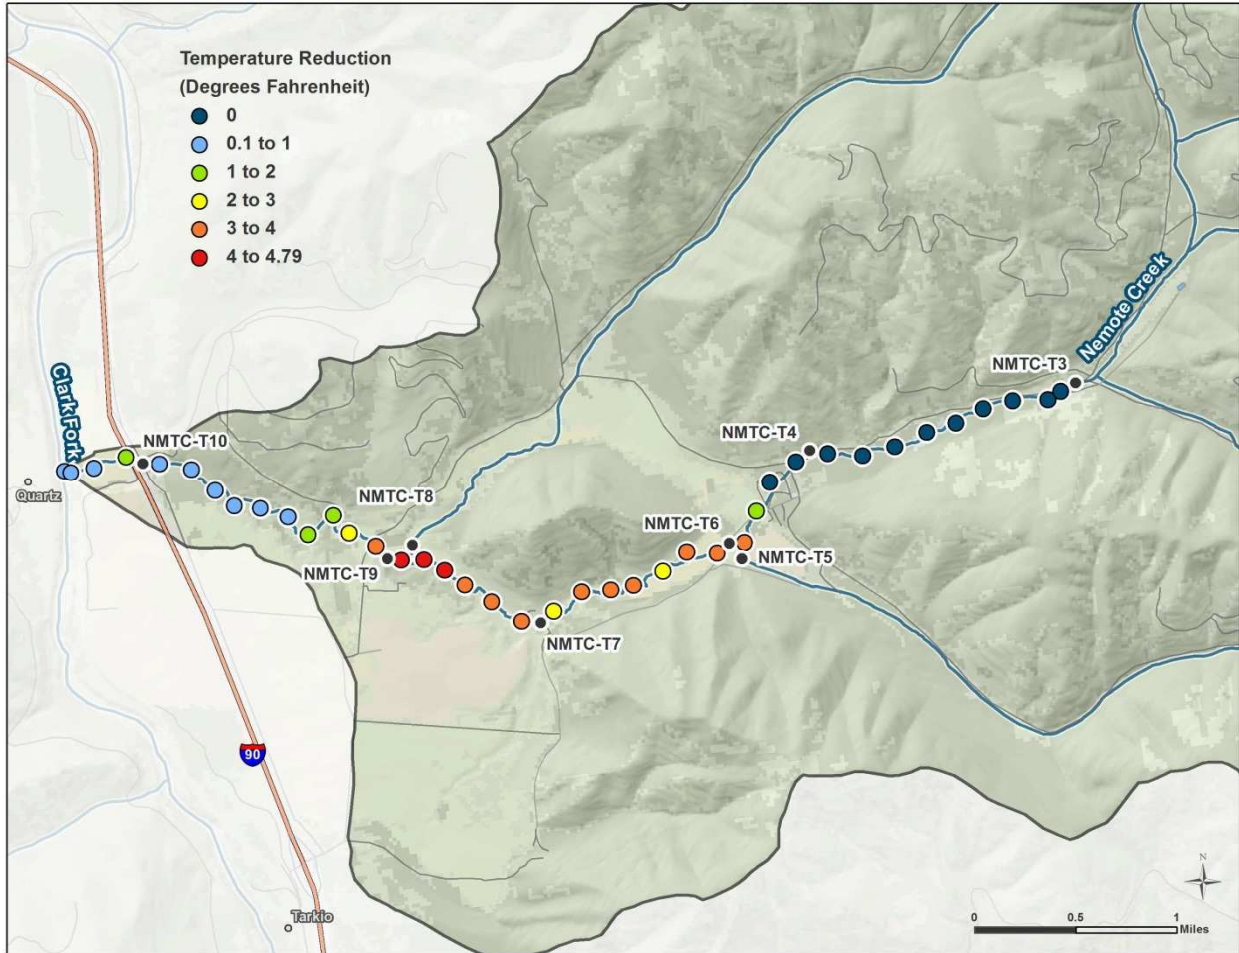 Temperature Reduction
(Degrees Fahrenheit)
0
0.1 to 1
1 to 2
2 to 3
3 to 4
4 to 4.79
Nemote Creek
NMTC-T3
Clark Fork
NMTC-T10
NMTC-T4
Quartz
NMTC-T8
NMTC-T6
NMTC-T5
NMTC-T9
NMTC-T7
90
N
Tarkio
0 0.5 1
Miles